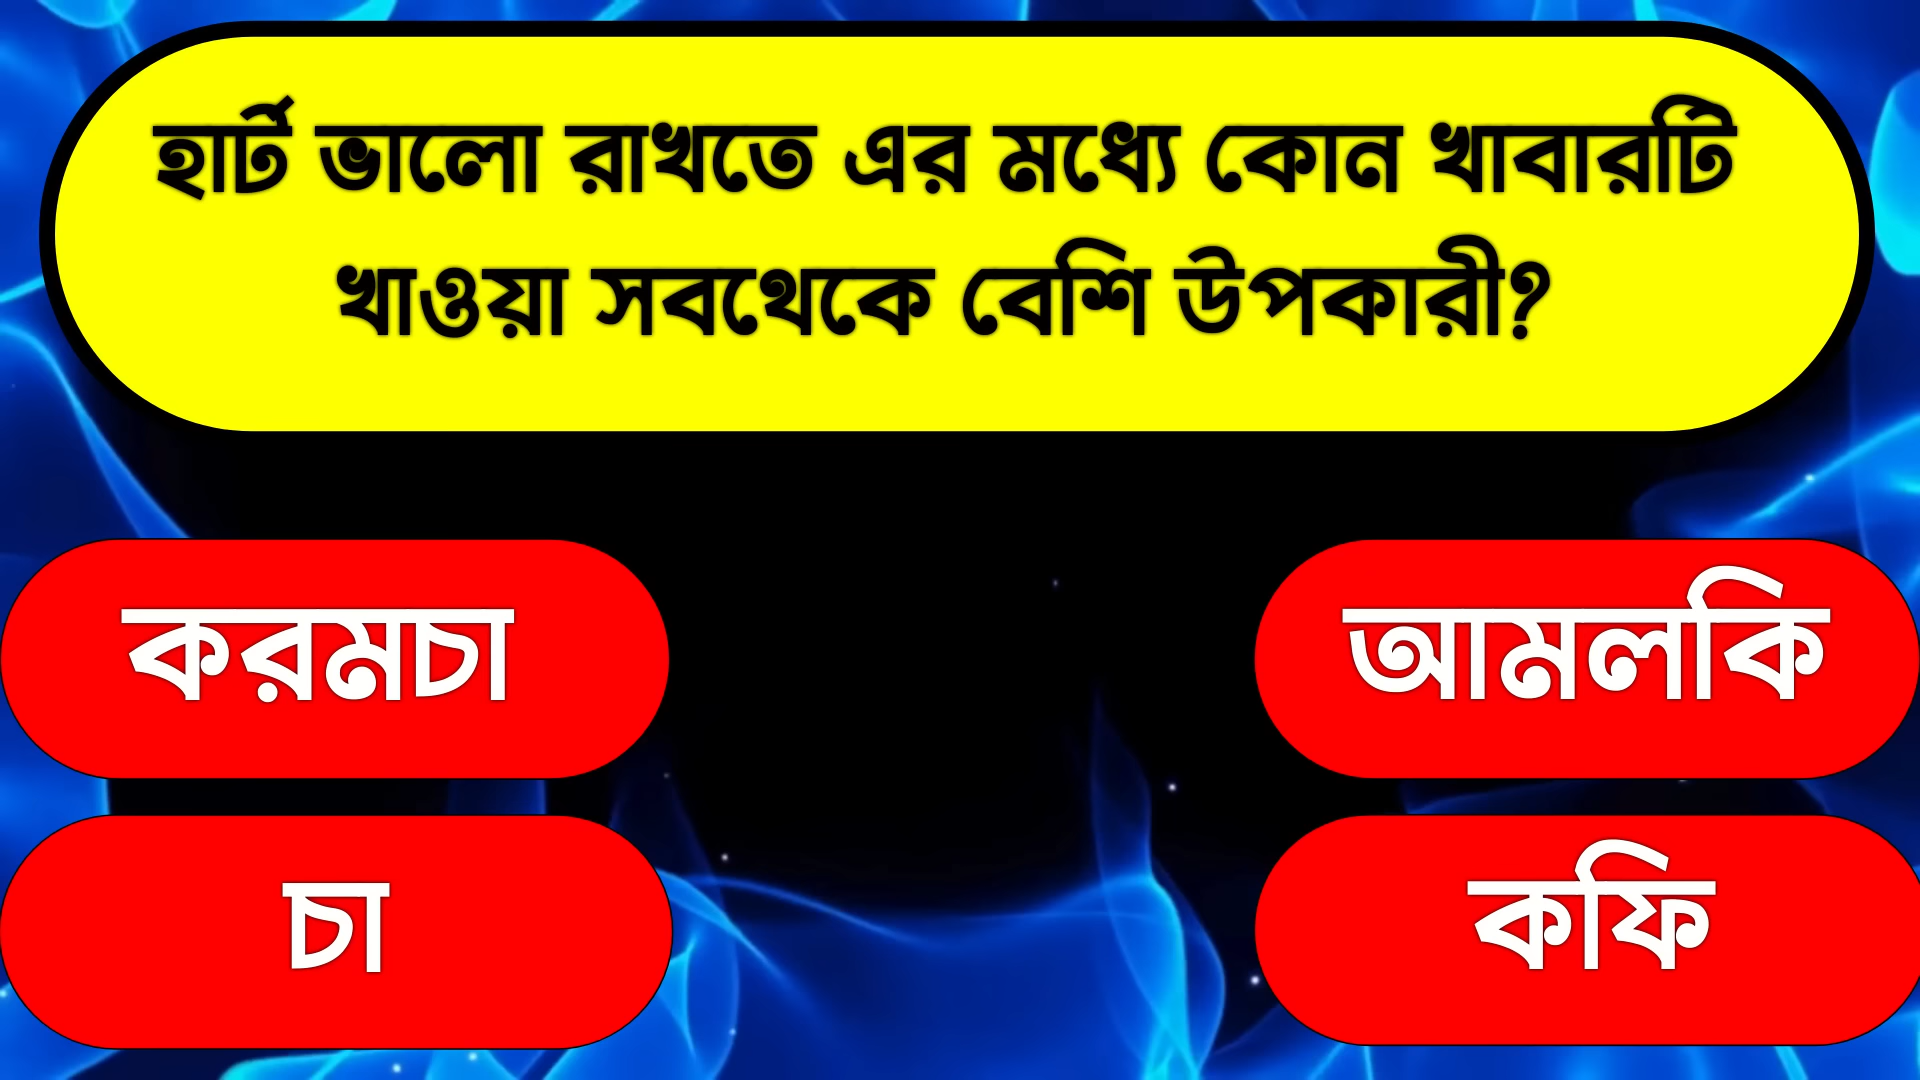 হার্ট ভালো রাখতে এর মধ্যে কোন খাবারটি
খাওয়া সবথেকে বেশি উপকারী?
করমচা
আমলকি
চা
কফি